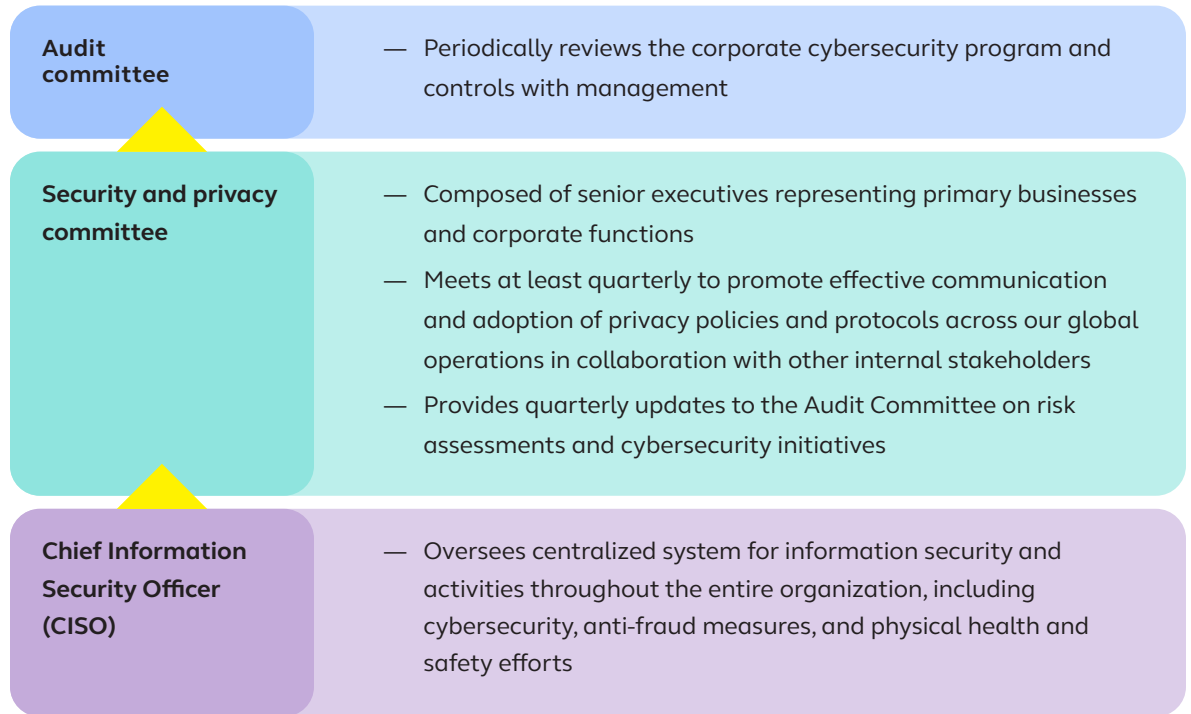 Audit
committee
— Periodically reviews the corporate cybersecurity program and
controls with management
Security and privacy
committee
— Composed of senior executives representing primary businesses
and corporate functions
— Meets at least quarterly to promote effective communication
and adoption of privacy policies and protocols across our global
operations in collaboration with other internal stakeholders
— Provides quarterly updates to the Audit Committee on risk
assessments and cybersecurity initiatives
Chief Information
Security Officer
(CISO)
— Oversees centralized system for information security and
activities throughout the entire organization, including
cybersecurity, anti-fraud measures, and physical health and
safety efforts